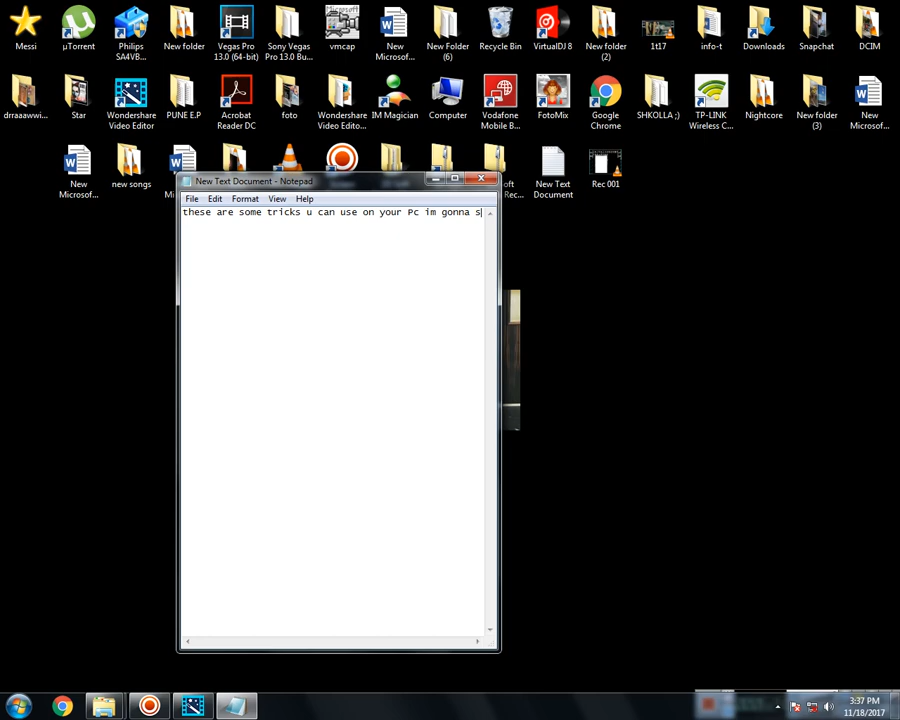 Messi
µTorrent
Philips SA4VB...
New folder
Vegas Pro 13.0 (64-bit)
Sony Vegas Pro 13.0 Bu...
vmcap
New Microsof...
New Folder (6)
Recycle Bin
VirtualDJ 8
New folder (2)
1t17
info-t
Downloads
Snapchat
DCIM
drraaawwi...
Star
Wondershare Video Editor
PUNE E.P
Acrobat Reader DC
foto
Wondershare Video Edito...
IM Magician
Computer
Vodafone Mobile B...
FotoMix
Google Chrome
SHKOLLA ;)
TP-LINK Wireless C...
Nightcore
New folder (3)
New Microsof...
New Microsof...
new songs
New Text Document
Rec 001
New Text Document - Notepad
File Edit Format View Help
these are some tricks u can use on your Pc im gonna s
3:37 PM
11/18/2017